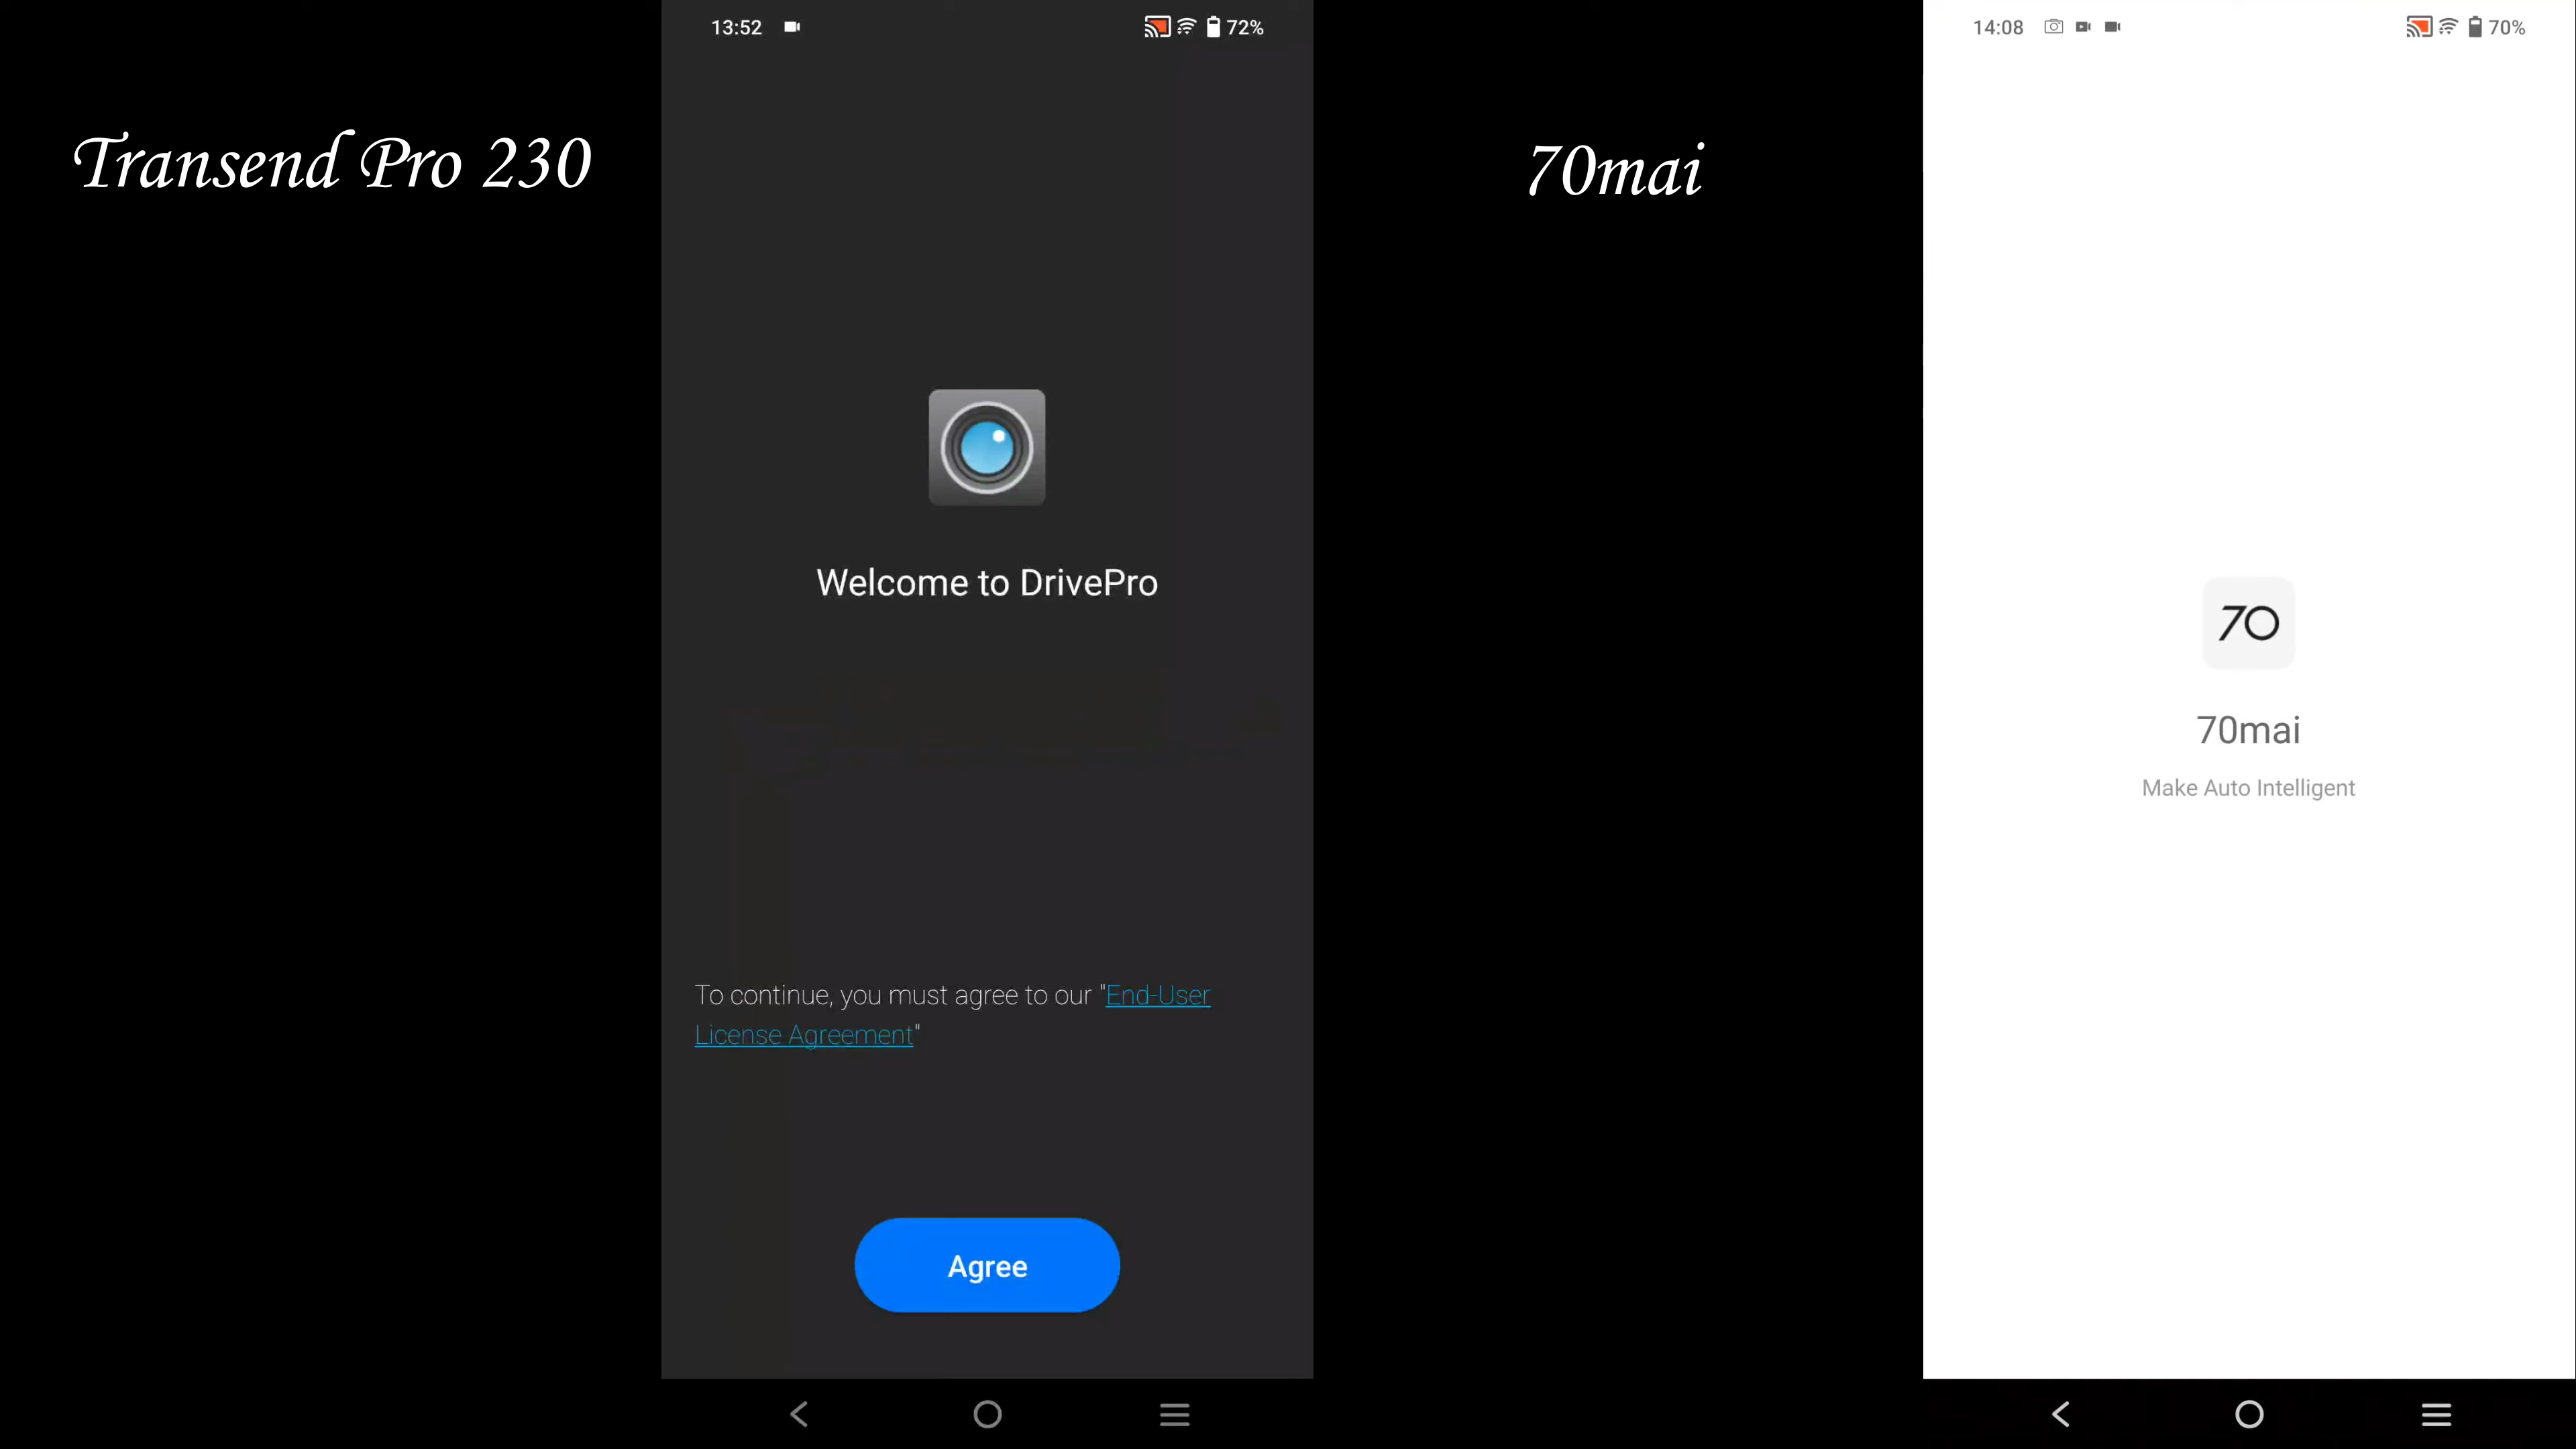 Transend Pro 230
13:52
72%
Welcome to DrivePro
To continue, you must agree to our "End-User
License Agreement"
Agree
70mai
14:08
70%
70
70mai
Make Auto Intelligent